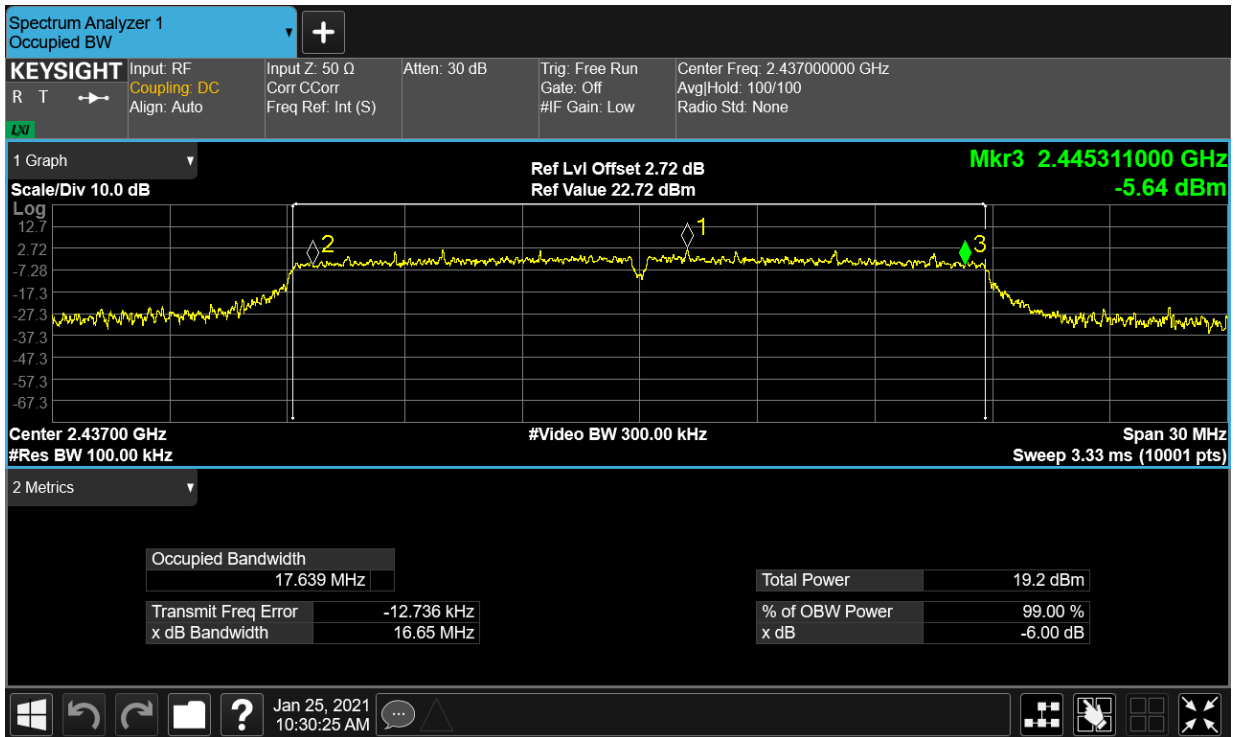 Spectrum Analyzer 1
Occupied BW
KEYSIGHT
R T
LXI
Input: RF
Coupling: DC
Align: Auto
Input Z: 50 Ω
Corr CCorr
Freq Ref: Int (S)
Atten: 30 dB
Trig: Free Run
Gate: Off
#IF Gain: Low
Center Freq: 2.437000000 GHz
Avg|Hold: 100/100
Radio Std: None
1 Graph
Scale/Div 10.0 dB
Ref Lvl Offset 2.72 dB
Ref Value 22.72 dBm
Mkr3 2.445311000 GHz
-5.64 dBm
Log
12.7
2.72
-7.28
-17.3
-27.3
-37.3
-47.3
-57.3
-67.3
2
1
3
Center 2.43700 GHz
#Res BW 100.00 kHz
#Video BW 300.00 kHz
Span 30 MHz
Sweep 3.33 ms (10001 pts)
2 Metrics
Occupied Bandwidth
17.639 MHz
Transmit Freq Error -12.736 kHz
x dB Bandwidth 16.65 MHz
Total Power 19.2 dBm
% of OBW Power 99.00 %
x dB -6.00 dB
?
Jan 25, 2021
10:30:25 AM